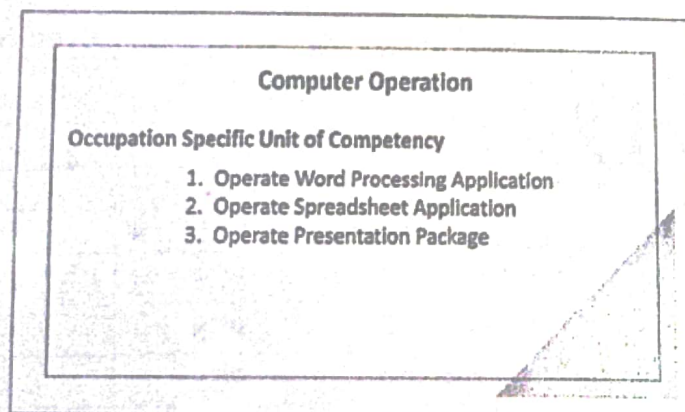 Computer Operation
Occupation Specific Unit of Competency
1. Operate Word Processing Application
2. Operate Spreadsheet Application
3. Operate Presentation Package